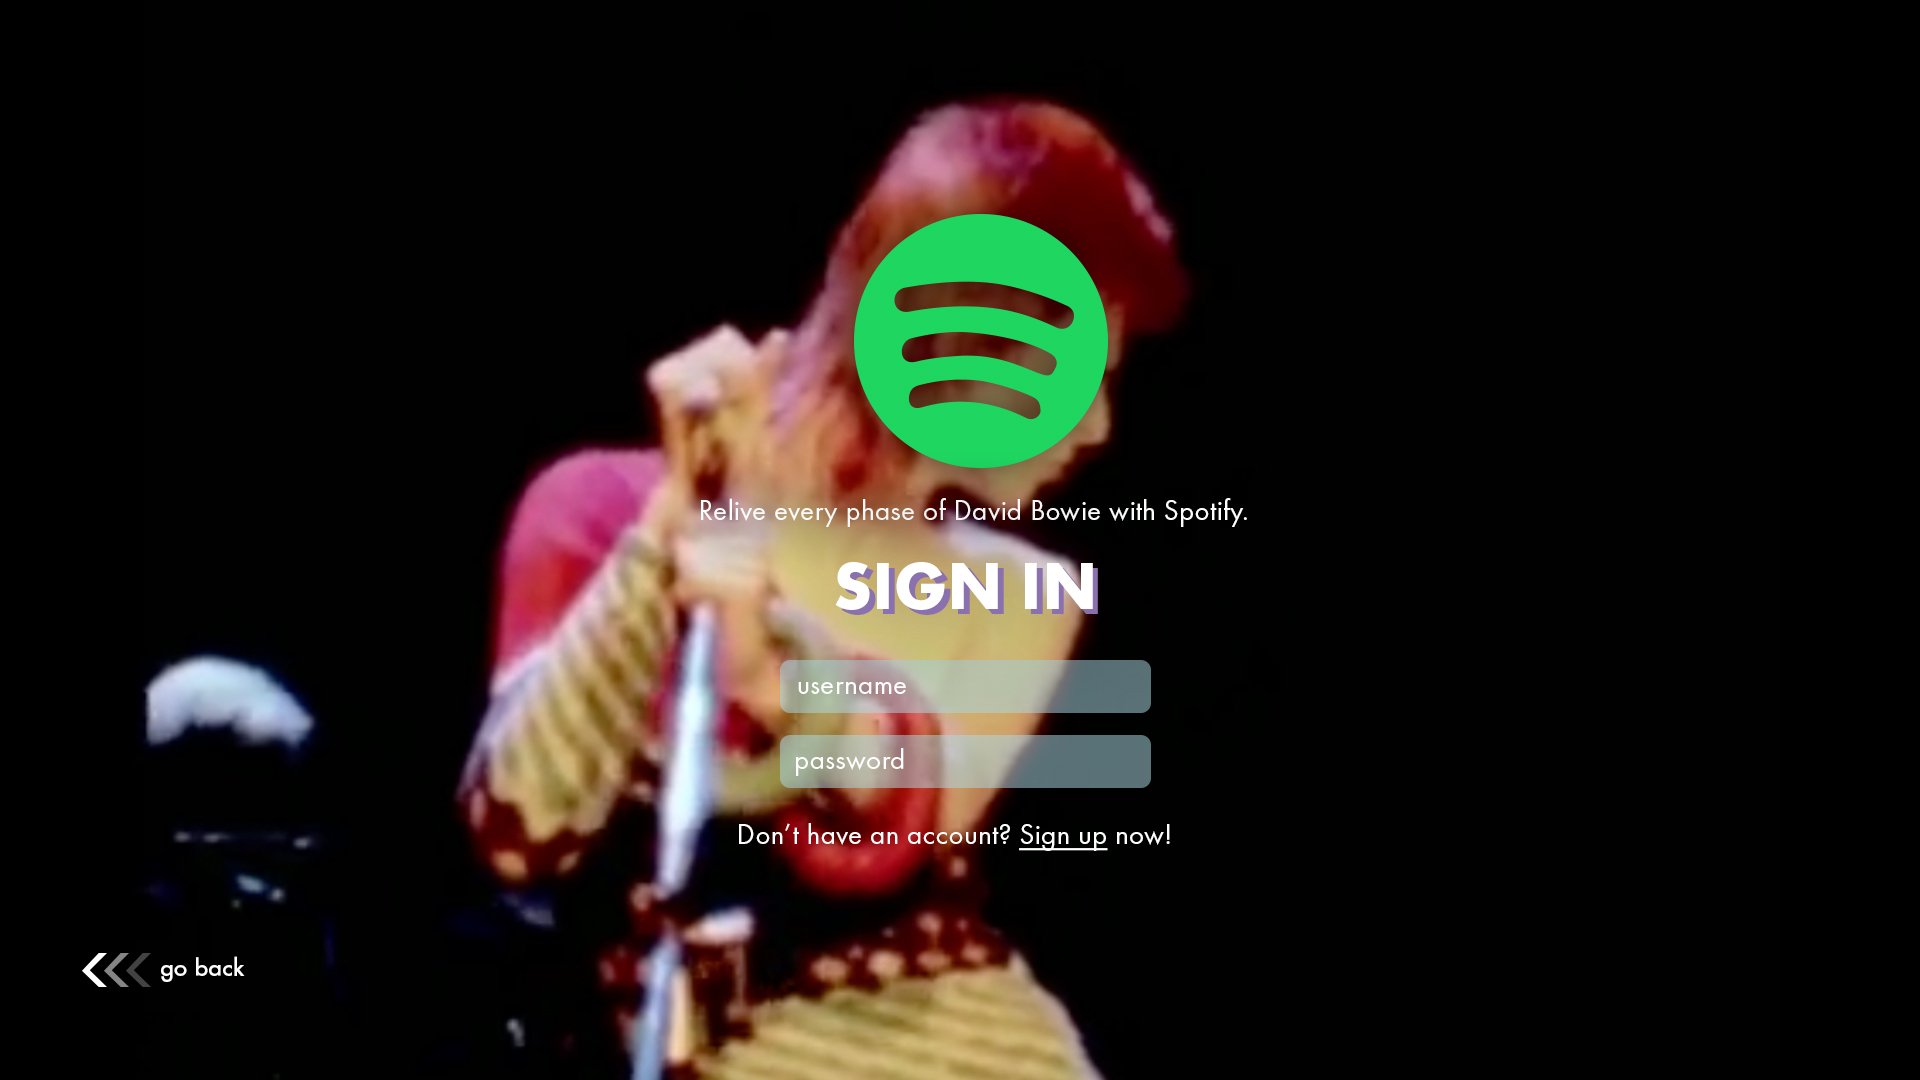 Relive every phase of David Bowie with Spotify.
SIGN IN
username
password
Don’t have an account? Sign up now!
go back